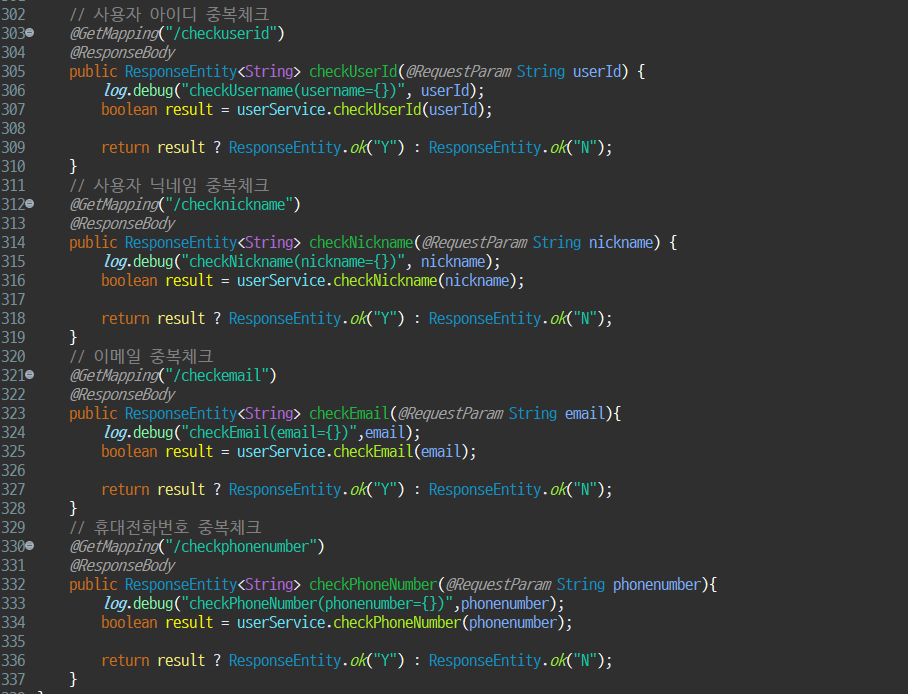 302 // 사용자 아이디 중복체크
303 @GetMapping("/checkuserid")
304 @ResponseBody
305 public ResponseEntity<String> checkUserId(@RequestParam String userId) {
306 log.debug("checkUsername(username={})", userId);
307 boolean result = userService.checkUserId(userId);
308
309 return result ? ResponseEntity.ok("Y") : ResponseEntity.ok("N");
310 }
311 // 사용자 닉네임 중복체크
312 @GetMapping("/checknickname")
313 @ResponseBody
314 public ResponseEntity<String> checkNickname(@RequestParam String nickname) {
315 log.debug("checkNickname(nickname={})", nickname);
316 boolean result = userService.checkNickname(nickname);
317
318 return result ? ResponseEntity.ok("Y") : ResponseEntity.ok("N");
319 }
320 // 이메일 중복체크
321 @GetMapping("/checkemail")
322 @ResponseBody
323 public ResponseEntity<String> checkEmail(@RequestParam String email){
324 log.debug("checkEmail(email={})",email);
325 boolean result = userService.checkEmail(email);
326
327 return result ? ResponseEntity.ok("Y") : ResponseEntity.ok("N");
328 }
329 // 휴대전화번호 중복체크
330 @GetMapping("/checkphonenumber")
331 @ResponseBody
332 public ResponseEntity<String> checkPhoneNumber(@RequestParam String phonenumber){
333 log.debug("checkPhoneNumber(phonenumber={})",phonenumber);
334 boolean result = userService.checkPhoneNumber(phonenumber);
335
336 return result ? ResponseEntity.ok("Y") : ResponseEntity.ok("N");
337 }